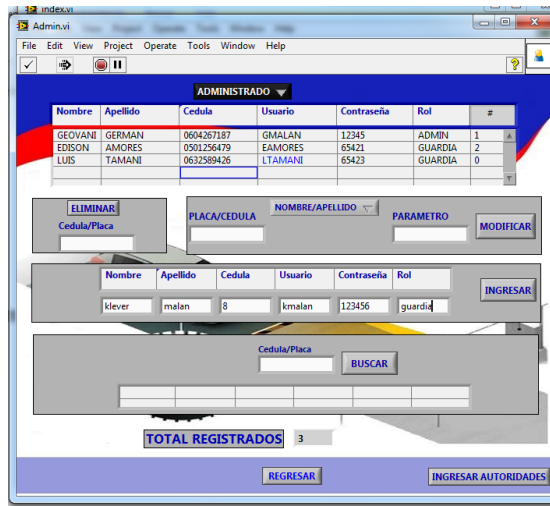 index.vi
Admin.vi
File Edit View Project Operate Tools Window Help
ADMINISTRADO
Nombre Apellido Cedula Usuario Contraseña Rol #
GEOVANI GERMAN 0604267187 GMALAN 12345 ADMIN 1
EDISON AMORES 0501256479 EAMORES 65421 GUARDIA 2
LUIS TAMANI 0632589426 LTAMANI 65423 GUARDIA 0
ELIMINAR
Cedula/Placa
NOMBRE/APELLIDO
PLACA/CEDULA PARAMETRO
MODIFICAR
Nombre Apellido Cedula Usuario Contraseña Rol
INGRESAR
klever malan 8 kmalan 123456 guardia
Cedula/Placa
BUSCAR
TOTAL REGISTRADOS 3
REGRESAR INGRESAR AUTORIDADES